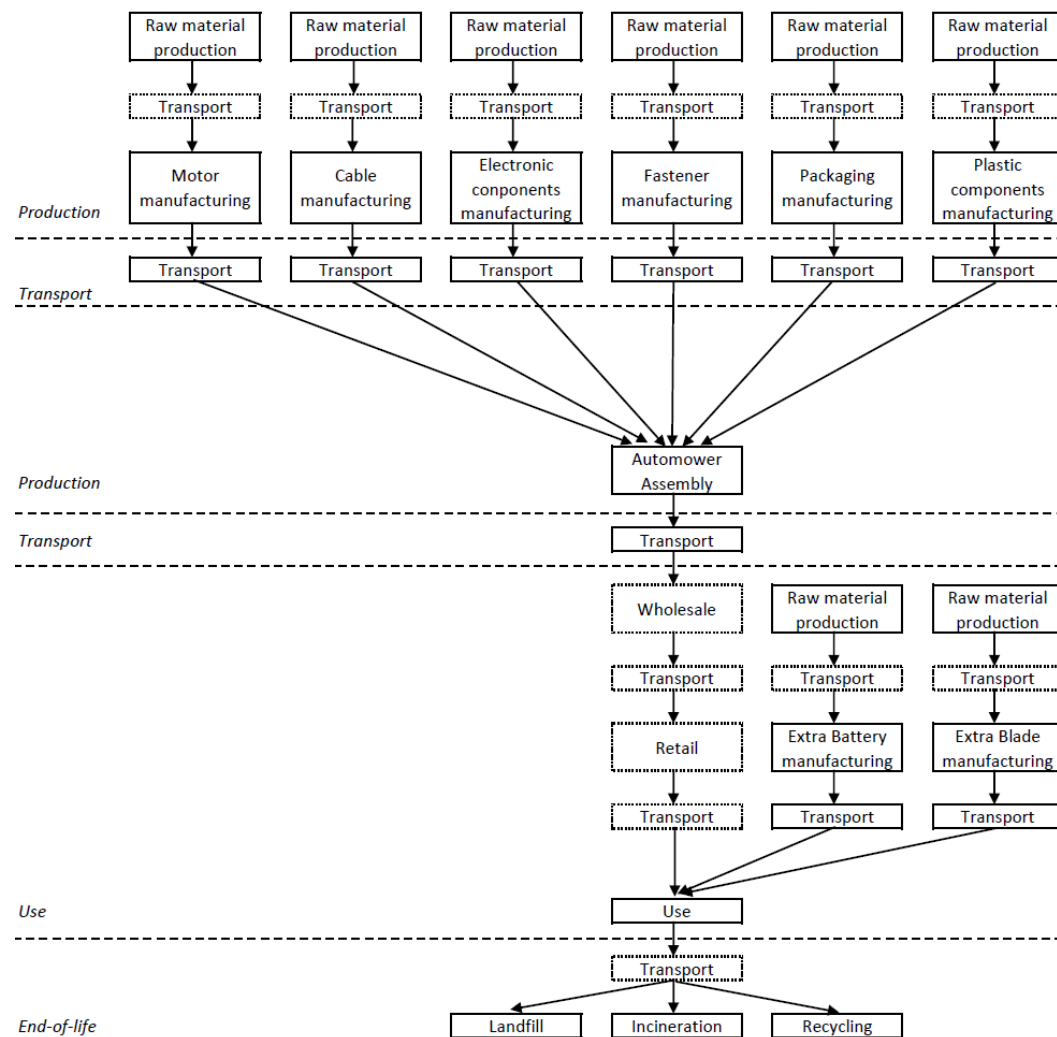 Raw material
production
Raw material
production
Raw material
production
Raw material
production
Raw material
production
Raw material
production
Transport
Transport
Transport
Transport
Transport
Transport
Motor
manufacturing
Cable
manufacturing
Electronic
conponents
manufacturing
Fastener
manufacturing
Packaging
manufacturing
Plastic
components
manufacturing
Production
Transport
Transport
Transport
Transport
Transport
Transport
Transport
Automower
Assembly
Production
Transport
Transport
Wholesale
Raw material
production
Raw material
production
Transport
Transport
Transport
Retail
Extra Battery
manufacturing
Extra Blade
manufacturing
Transport
Transport
Transport
Use
Use
Transport
End-of-life
Landfill
Incineration
Recycling